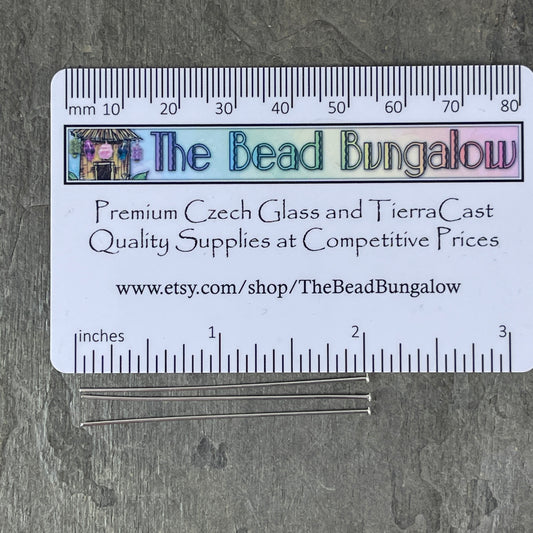 mm 10 20 30 40 50 60 70 80
The Bead Bungalow
Premium Czech Glass and TierraCast
Quality Supplies at Competitive Prices
www.etsy.com/shop/TheBeadBungalow
inches 1 2 3